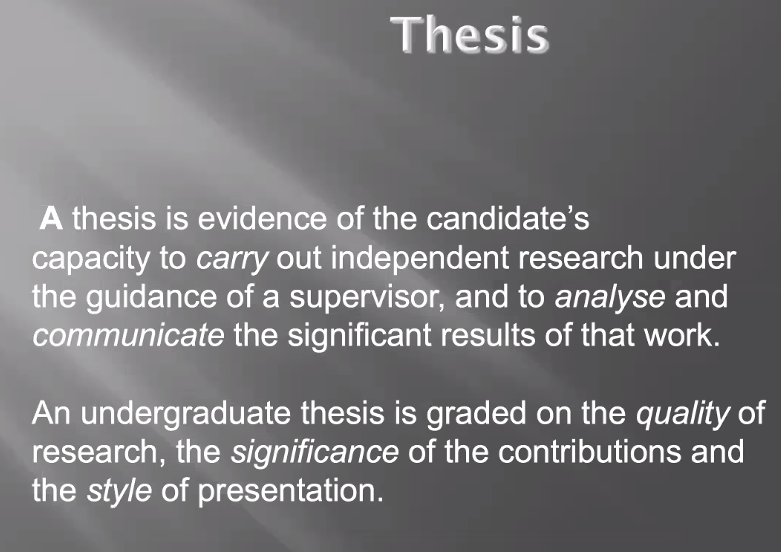 Thesis
A thesis is evidence of the candidate’s
capacity to carry out independent research under
the guidance of a supervisor, and to analyse and
communicate the significant results of that work.
An undergraduate thesis is graded on the quality of
research, the significance of the contributions and
the style of presentation.